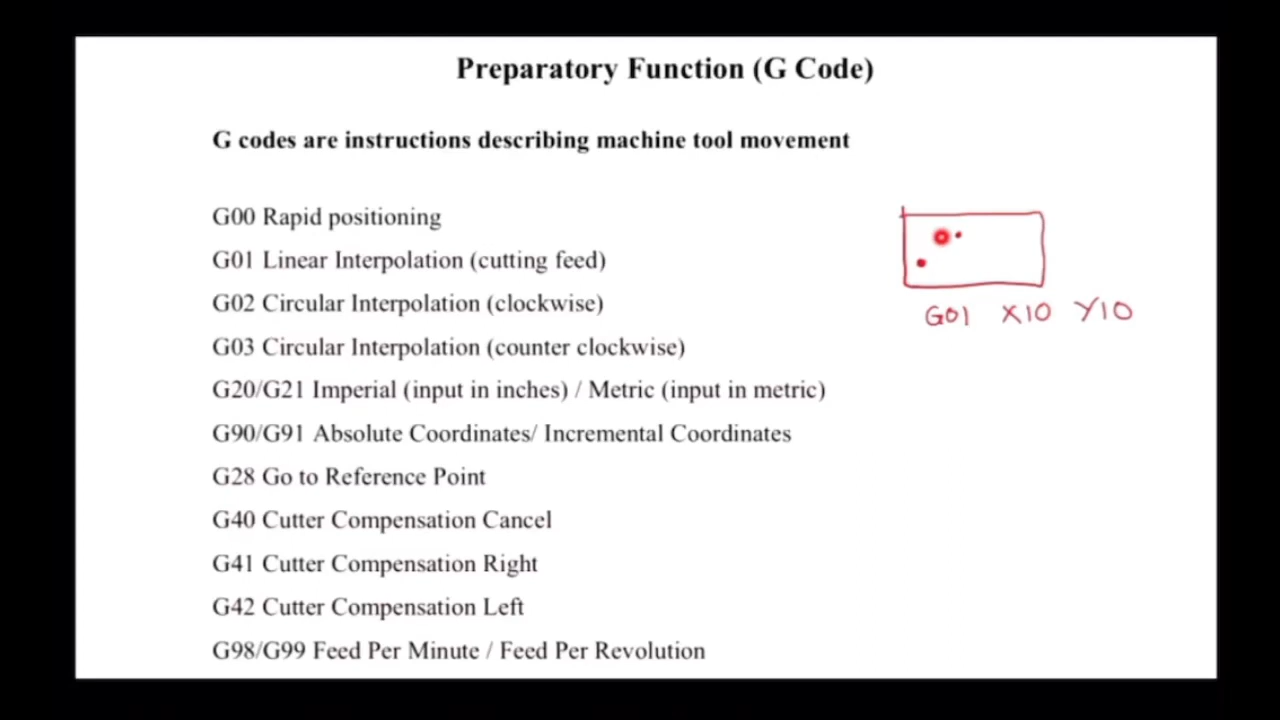 Preparatory Function (G Code)
G codes are instructions describing machine tool movement
G00 Rapid positioning
G01 Linear Interpolation (cutting feed)
G02 Circular Interpolation (clockwise)
G03 Circular Interpolation (counter clockwise)
G20/G21 Imperial (input in inches) / Metric (input in metric)
G90/G91 Absolute Coordinates/ Incremental Coordinates
G28 Go to Reference Point
G40 Cutter Compensation Cancel
G41 Cutter Compensation Right
G42 Cutter Compensation Left
G98/G99 Feed Per Minute / Feed Per Revolution
G01 X10 Y10